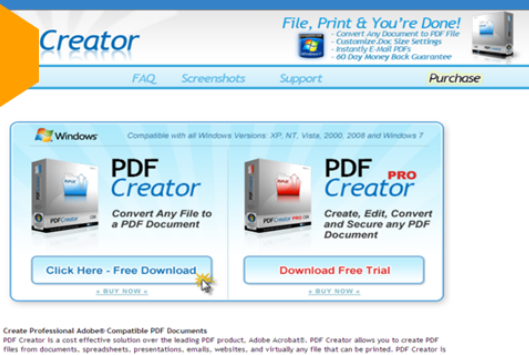 Creator
File, Print & You're Done!
- Convert Any Document to PDF File
- Customize Doc Size Settings
- Instantly E-Mail PDFs
- 60 Day Money Back Guarantee
FAQ Screenshots Support Purchase
Windows Compatible with all Windows Versions: XP, NT, Vista, 2000, 2008 and Windows 7
PDF
Creator
Convert Any File to
a PDF Document
Click Here - Free Download
« BUY NOW »
PDF PRO
Creator
Create, Edit, Convert
and Secure any PDF
Document
Download Free Trial
« BUY NOW »
Create Professional Adobe® Compatible PDF Documents
PDF Creator is a cost effective solution over the leading PDF product, Adobe Acrobat®. PDF Creator allows you to create PDF
files from documents, spreadsheets, presentations, emails, websites, and virtually any file that can be printed. PDF Creator is